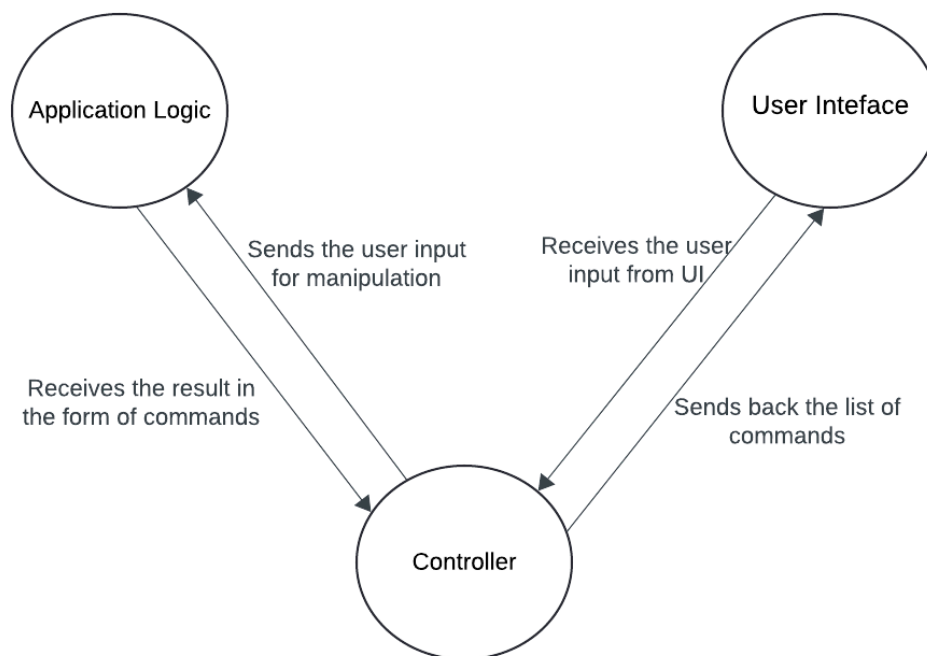 Application Logic
User Inteface
Sends the user input
for manipulation
Receives the user
input from UI
Receives the result in
the form of commands
Sends back the list of
commands
Controller